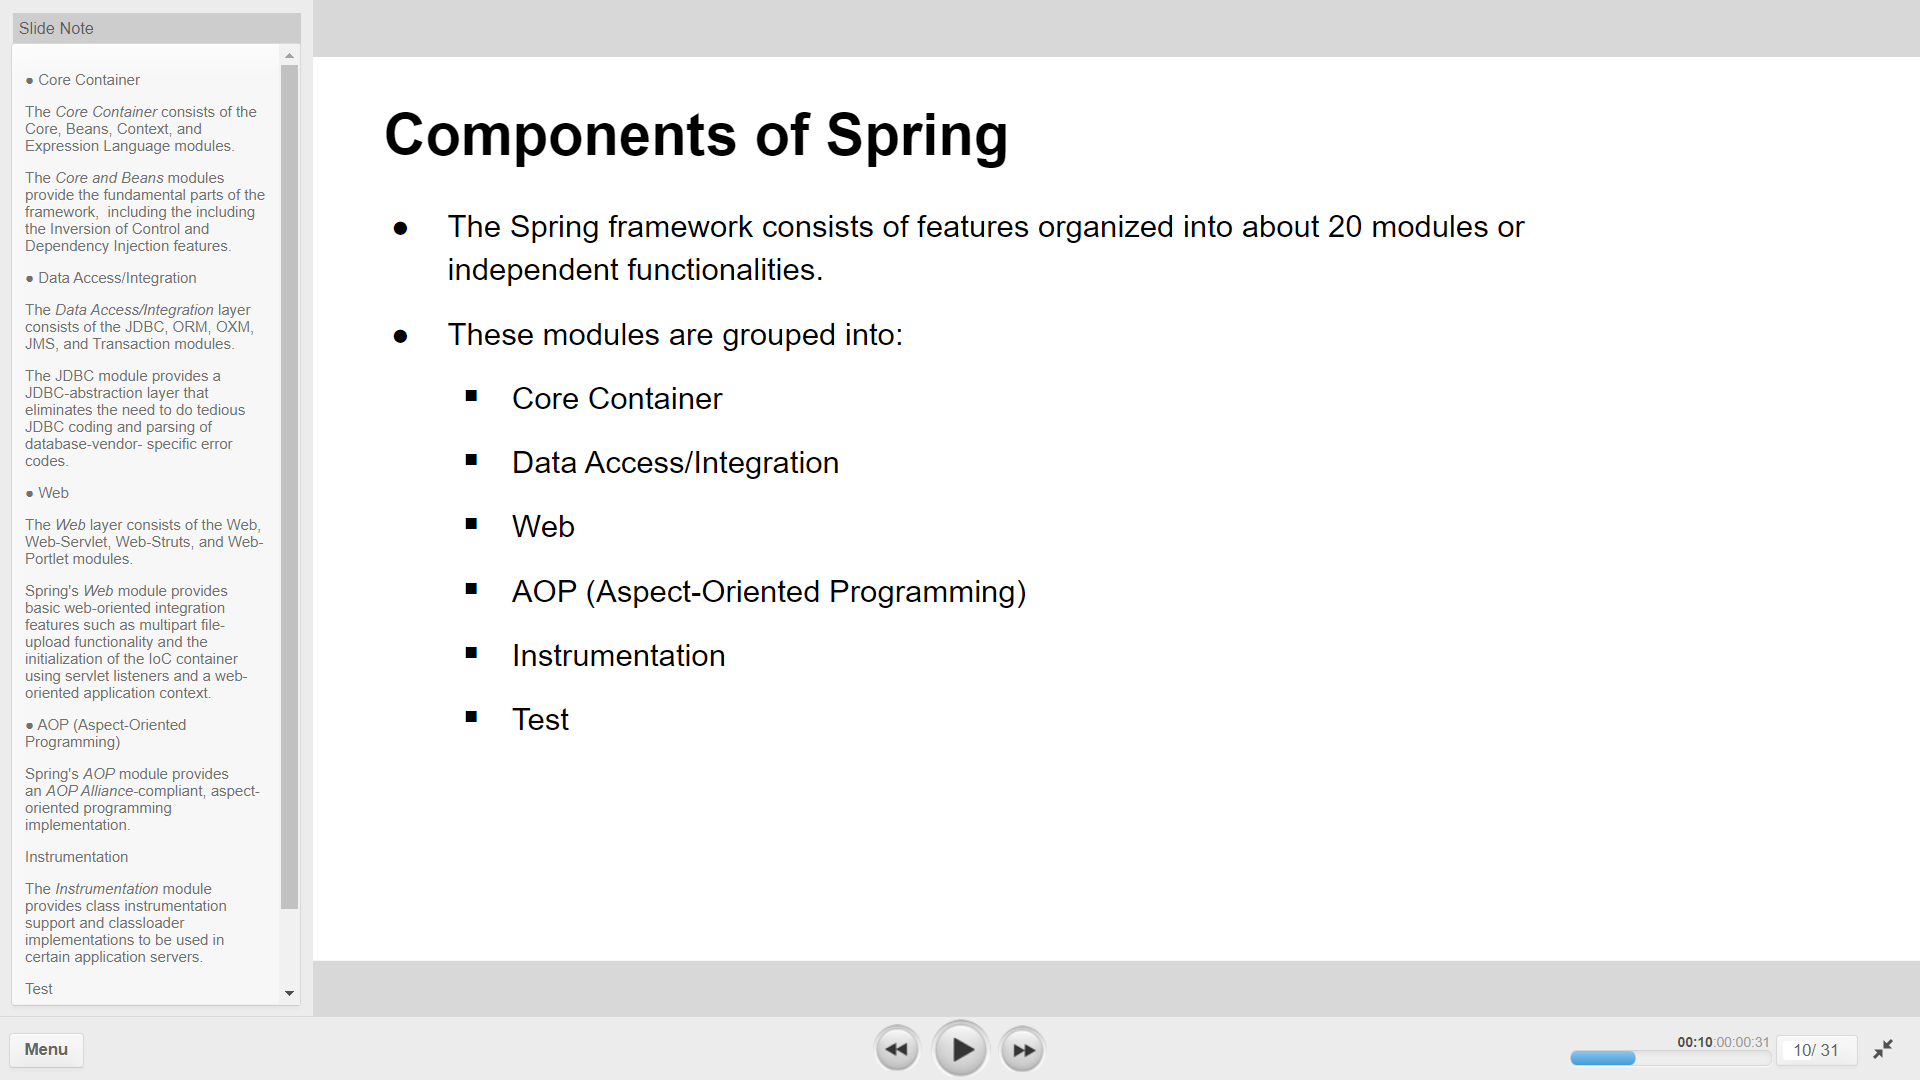 Slide Note
● Core Container
The Core Container consists of the
Core, Beans, Context, and
Expression Language modules.
The Core and Beans modules
provide the fundamental parts of the
framework,  including the including
the Inversion of Control and
Dependency Injection features.
● Data Access/Integration
The Data Access/Integration layer
consists of the JDBC, ORM, OXM,
JMS, and Transaction modules.
The JDBC module provides a
JDBC-abstraction layer that
eliminates the need to do tedious
JDBC coding and parsing of
database-vendor- specific error
codes.
● Web
The Web layer consists of the Web,
Web-Servlet, Web-Struts, and Web-
Portlet modules.
Spring's Web module provides
basic web-oriented integration
features such as multipart file-
upload functionality and the
initialization of the IoC container
using servlet listeners and a web-
oriented application context.
● AOP (Aspect-Oriented
Programming)
Spring's AOP module provides
an AOP Alliance-compliant, aspect-
oriented programming
implementation.
Instrumentation
The Instrumentation module
provides class instrumentation
support and classloader
implementations to be used in
certain application servers.
Test
Components of Spring
● The Spring framework consists of features organized into about 20 modules or
independent functionalities.
● These modules are grouped into:
■ Core Container
■ Data Access/Integration
■ Web
■ AOP (Aspect-Oriented Programming)
■ Instrumentation
■ Test
Menu
00:10:00:00:31
10/ 31